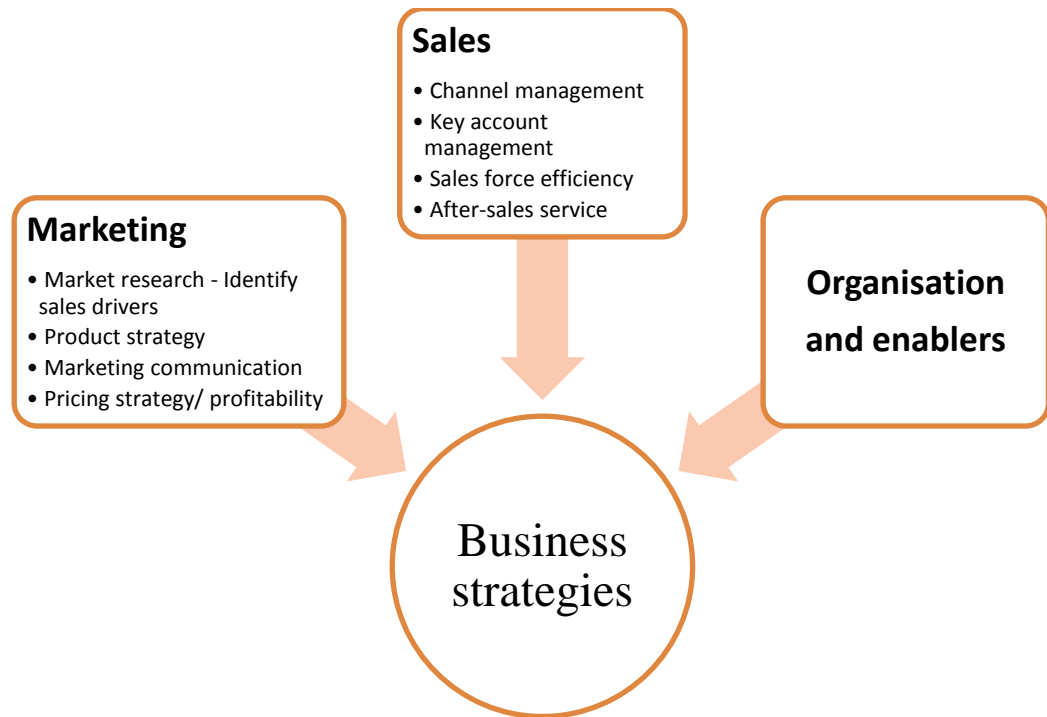 Sales
• Channel management
• Key account
management
• Sales force efficiency
• After-sales service
Marketing
• Market research - Identify
sales drivers
• Product strategy
• Marketing communication
• Pricing strategy/ profitability
Organisation
and enablers
Business
strategies